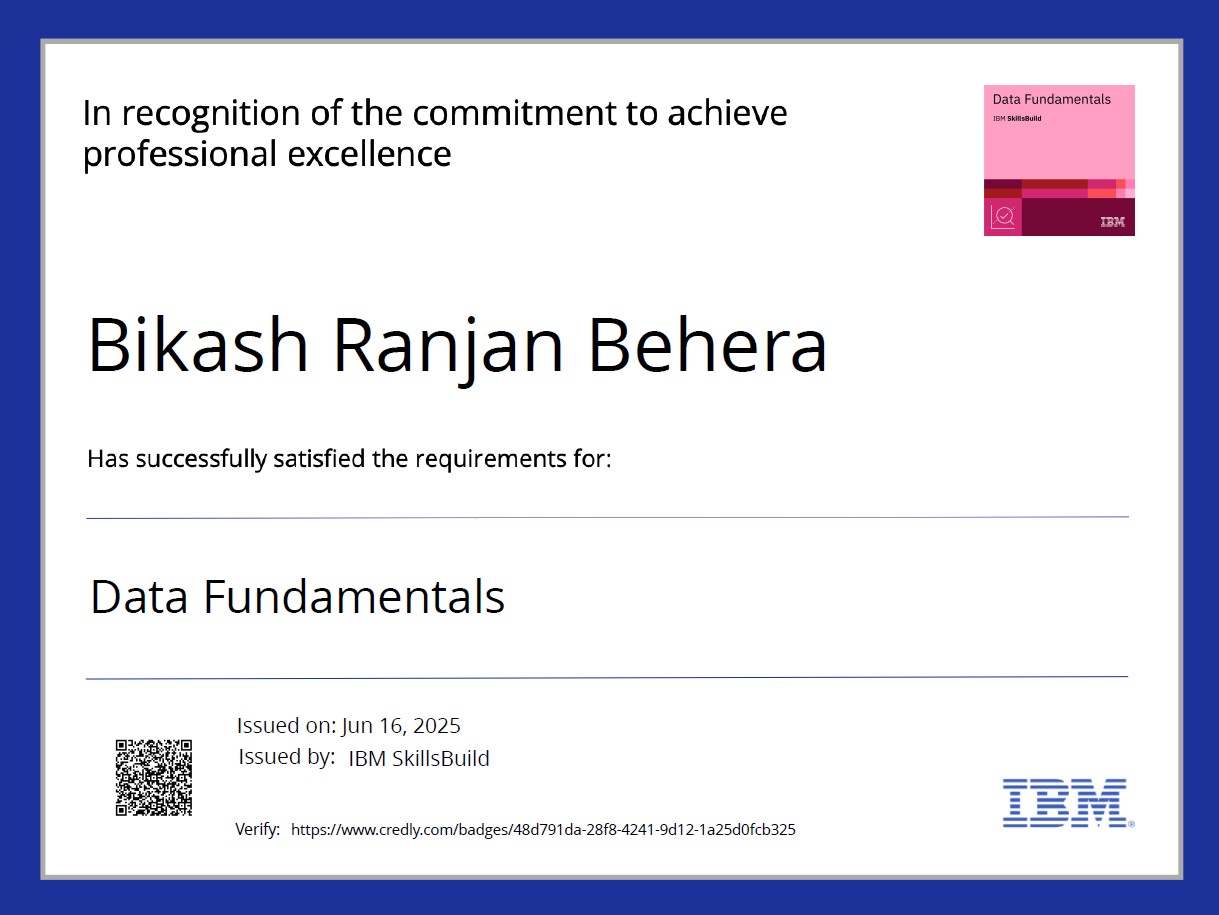 In recognition of the commitment to achieve
professional excellence
Data Fundamentals
IBM SkillsBuild
IBM
Bikash Ranjan Behera
Has successfully satisfied the requirements for:
Data Fundamentals
Issued on: Jun 16, 2025
Issued by: IBM SkillsBuild
Verify: https://www.credly.com/badges/48d791da-28f8-4241-9d12-1a25d0fcb325
IBM®